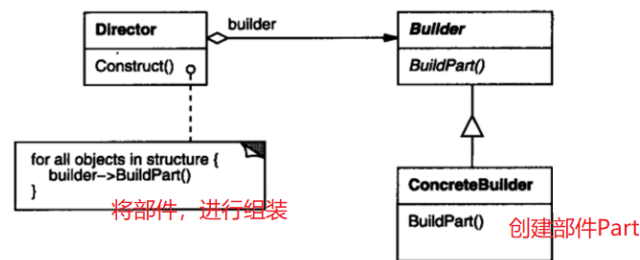 Director
Construct()
builder
Builder
BuildPart()
for all objects in structure {
builder->BuildPart()
}
将部件，进行组装
ConcreteBuilder
BuildPart()
创建部件Part